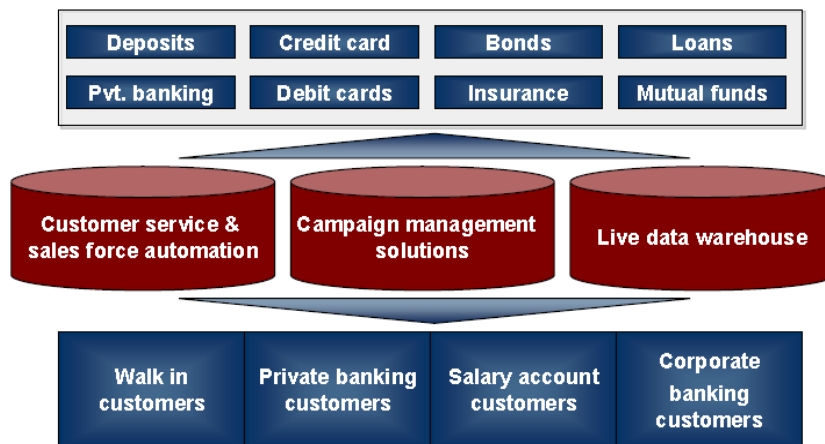 Deposits
Credit card
Bonds
Loans
Pvt. banking
Debit cards
Insurance
Mutual funds
Customer service &
sales force automation
Campaign management
solutions
Live data warehouse
Walk in
customers
Private banking
customers
Salary account
customers
Corporate
banking
customers